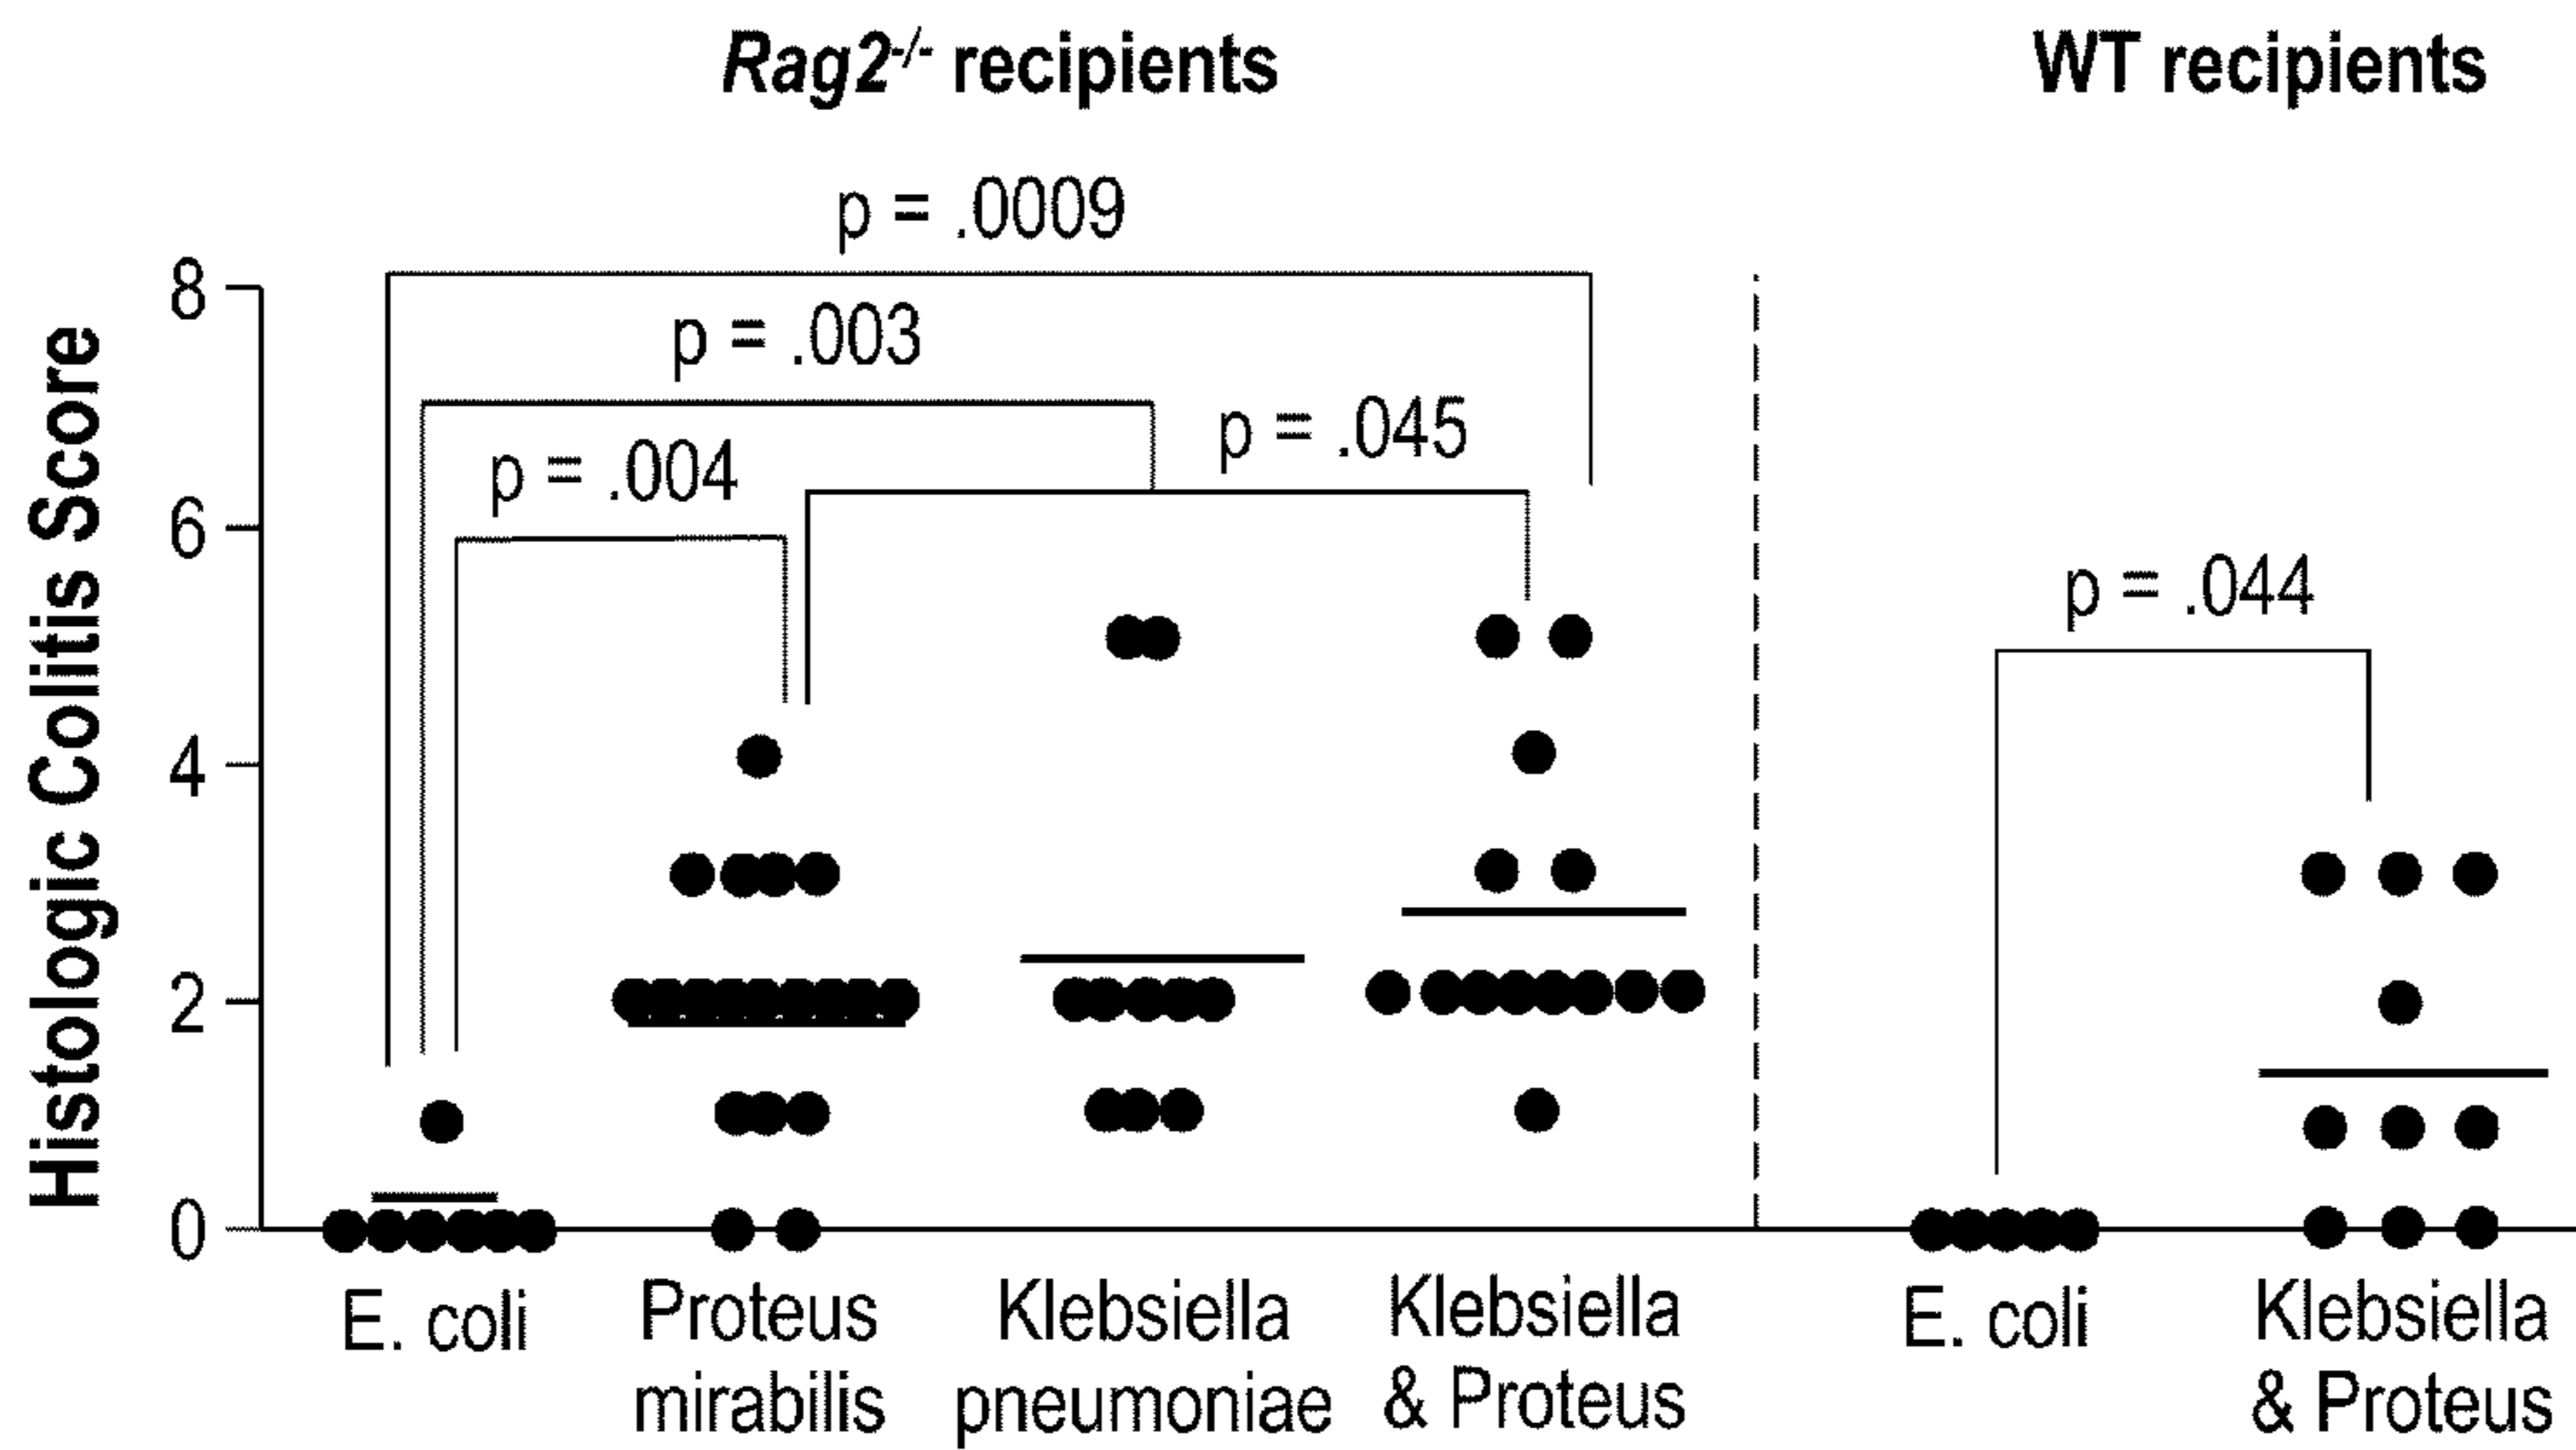 Rag2-/- recipients
WT recipients
p = .0009
p = .003
p = .045
p = .004
p = .044
Histologic Colitis Score
8
6
4
2
0
E. coli
Proteus
mirabilis
Klebsiella
pneumoniae
Klebsiella
& Proteus
E. coli
Klebsiella
& Proteus